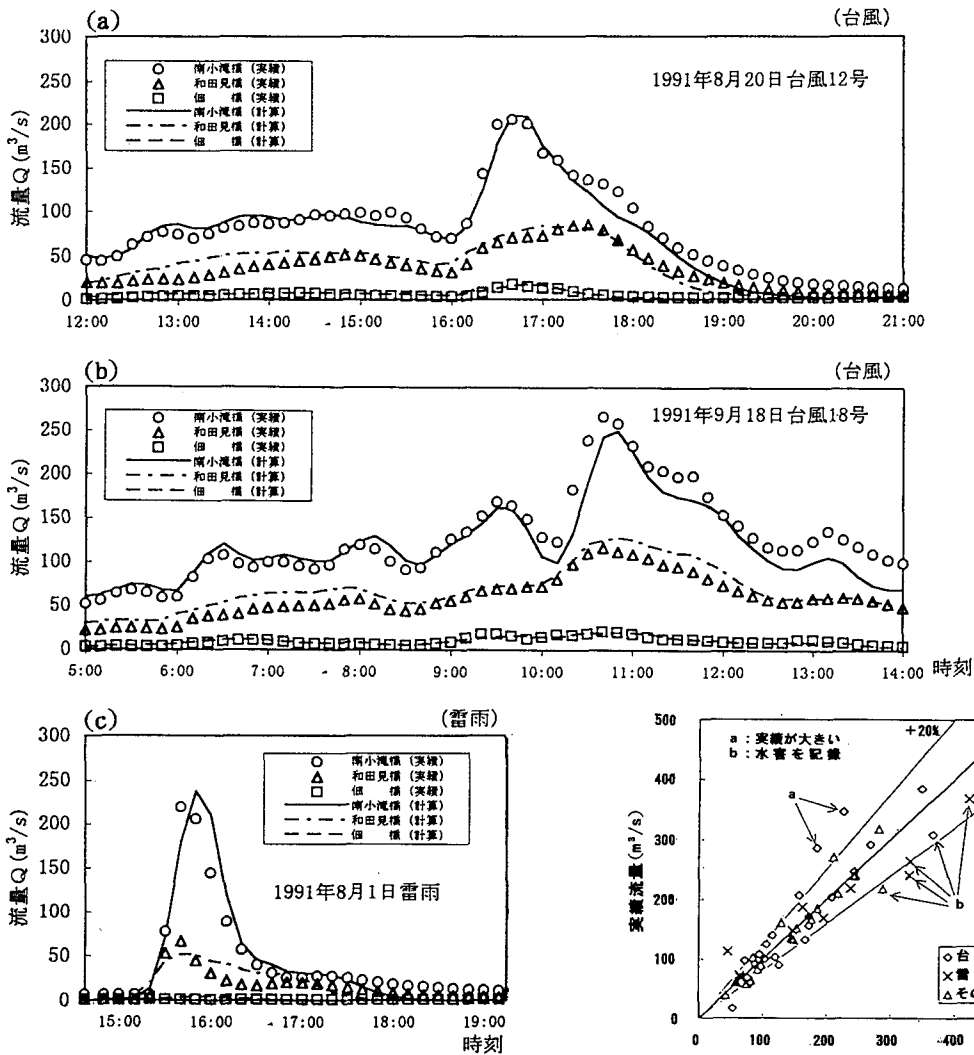 (a)
(台風)
流量Q(m³/s)
300
250
200
150
100
50
0
南小滝橋 (実績)
和田見橋 (実績)
佃 橋 (実績)
南小滝橋 (計算)
和田見橋 (計算)
佃 橋 (計算)
1991年8月20日台風12号
12:00 13:00 14:00 15:00 16:00 17:00 18:00 19:00 20:00 21:00
(b)
(台風)
流量Q(m³/s)
300
250
200
150
100
50
0
南小滝橋 (実績)
和田見橋 (実績)
佃 橋 (実績)
南小滝橋 (計算)
和田見橋 (計算)
佃 橋 (計算)
1991年9月18日台風18号
5:00 6:00 7:00 8:00 9:00 10:00 11:00 12:00 13:00 14:00 時刻
(c)
(雷雨)
流量Q(m³/s)
300
250
200
150
100
50
0
南小滝橋 (実績)
和田見橋 (実績)
佃 橋 (実績)
南小滝橋 (計算)
和田見橋 (計算)
佃 橋 (計算)
1991年8月1日雷雨
15:00 16:00 17:00 18:00 19:00
時刻
実績流量(m³/s)
500
400
300
200
100
0
a :実績が大きい
b :水害を記録
+20%
a
b
◇台
×雷
△その
0 100 200 300 400